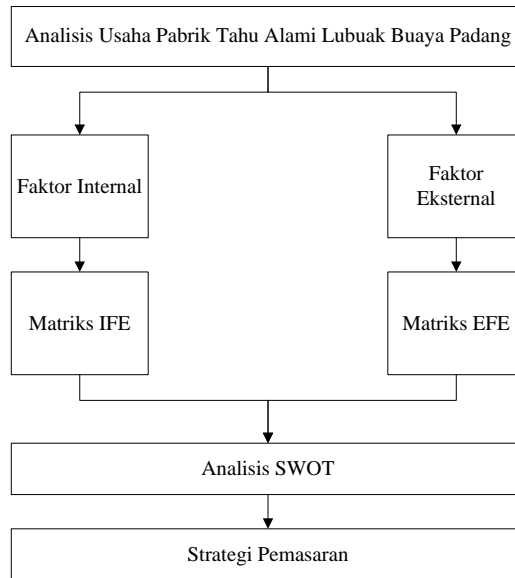 Analisis Usaha Pabrik Tahu Alami Lubuak Buaya Padang
Faktor Internal
Faktor
Eksternal
Matriks IFE
Matriks EFE
Analisis SWOT
Strategi Pemasaran